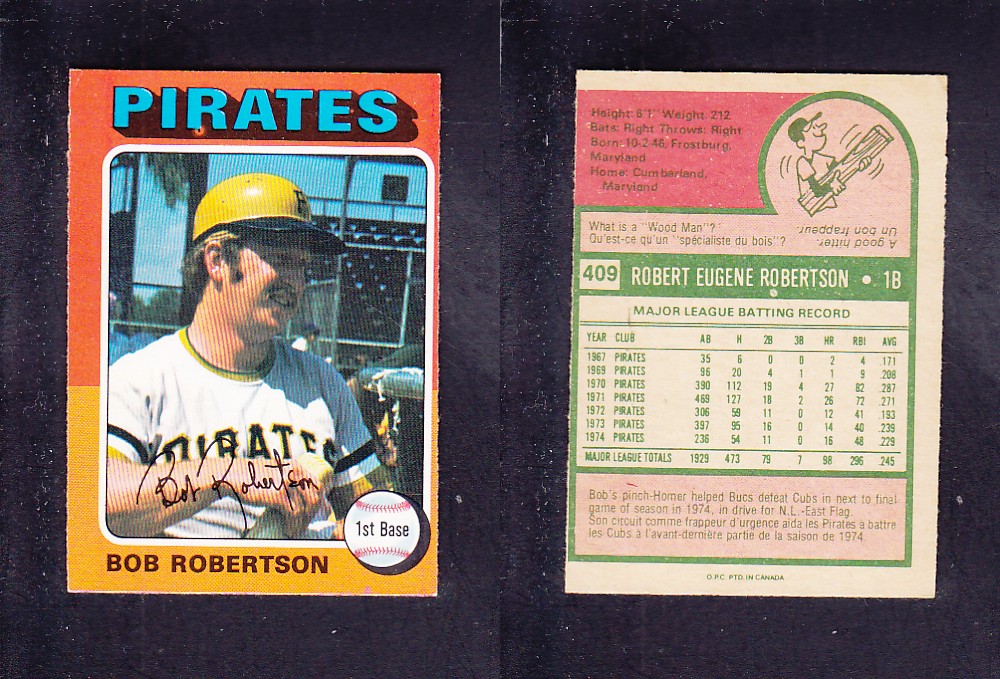 PIRATES
P
PIRATES
Bob Robertson
1st Base
BOB ROBERTSON
Height: 6'1" Weight: 212
Bats: Right Throws: Right
Born: 10-2-46, Frostburg,
Maryland
Home: Cumberland,
Maryland
What is a "Wood Man"?
Qu'est-ce qu'un "spécialiste du bois"?
A good hitter.
Un bon frappeur.
409 ROBERT EUGENE ROBERTSON • 1B
MAJOR LEAGUE BATTING RECORD
YEAR CLUB AB H 2B 3B HR RBI AVG
1967 PIRATES 35 6 0 0 2 4 .171
1969 PIRATES 96 20 4 1 1 9 .208
1970 PIRATES 390 112 19 4 27 82 .287
1971 PIRATES 469 127 18 2 26 72 .271
1972 PIRATES 306 59 11 0 12 41 .193
1973 PIRATES 397 95 16 0 14 40 .239
1974 PIRATES 236 54 11 0 16 48 .229
MAJOR LEAGUE TOTALS 1929 473 79 7 98 296 .245
Bob's pinch-Homer helped Bucs defeat Cubs in next to final
game of season in 1974, in drive for N.L.-East Flag.
Son circuit comme frappeur d'urgence aida les Pirates à battre
les Cubs à l'avant-dernière partie de la saison de 1974.
O.P.C. PTD. IN CANADA